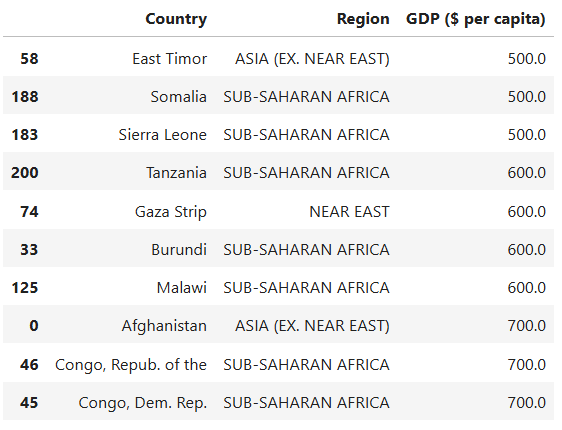 Country Region GDP ($ per capita)
58 East Timor ASIA (EX. NEAR EAST) 500.0
188 Somalia SUB-SAHARAN AFRICA 500.0
183 Sierra Leone SUB-SAHARAN AFRICA 500.0
200 Tanzania SUB-SAHARAN AFRICA 600.0
74 Gaza Strip NEAR EAST 600.0
33 Burundi SUB-SAHARAN AFRICA 600.0
125 Malawi SUB-SAHARAN AFRICA 600.0
0 Afghanistan ASIA (EX. NEAR EAST) 700.0
46 Congo, Repub. of the SUB-SAHARAN AFRICA 700.0
45 Congo, Dem. Rep. SUB-SAHARAN AFRICA 700.0